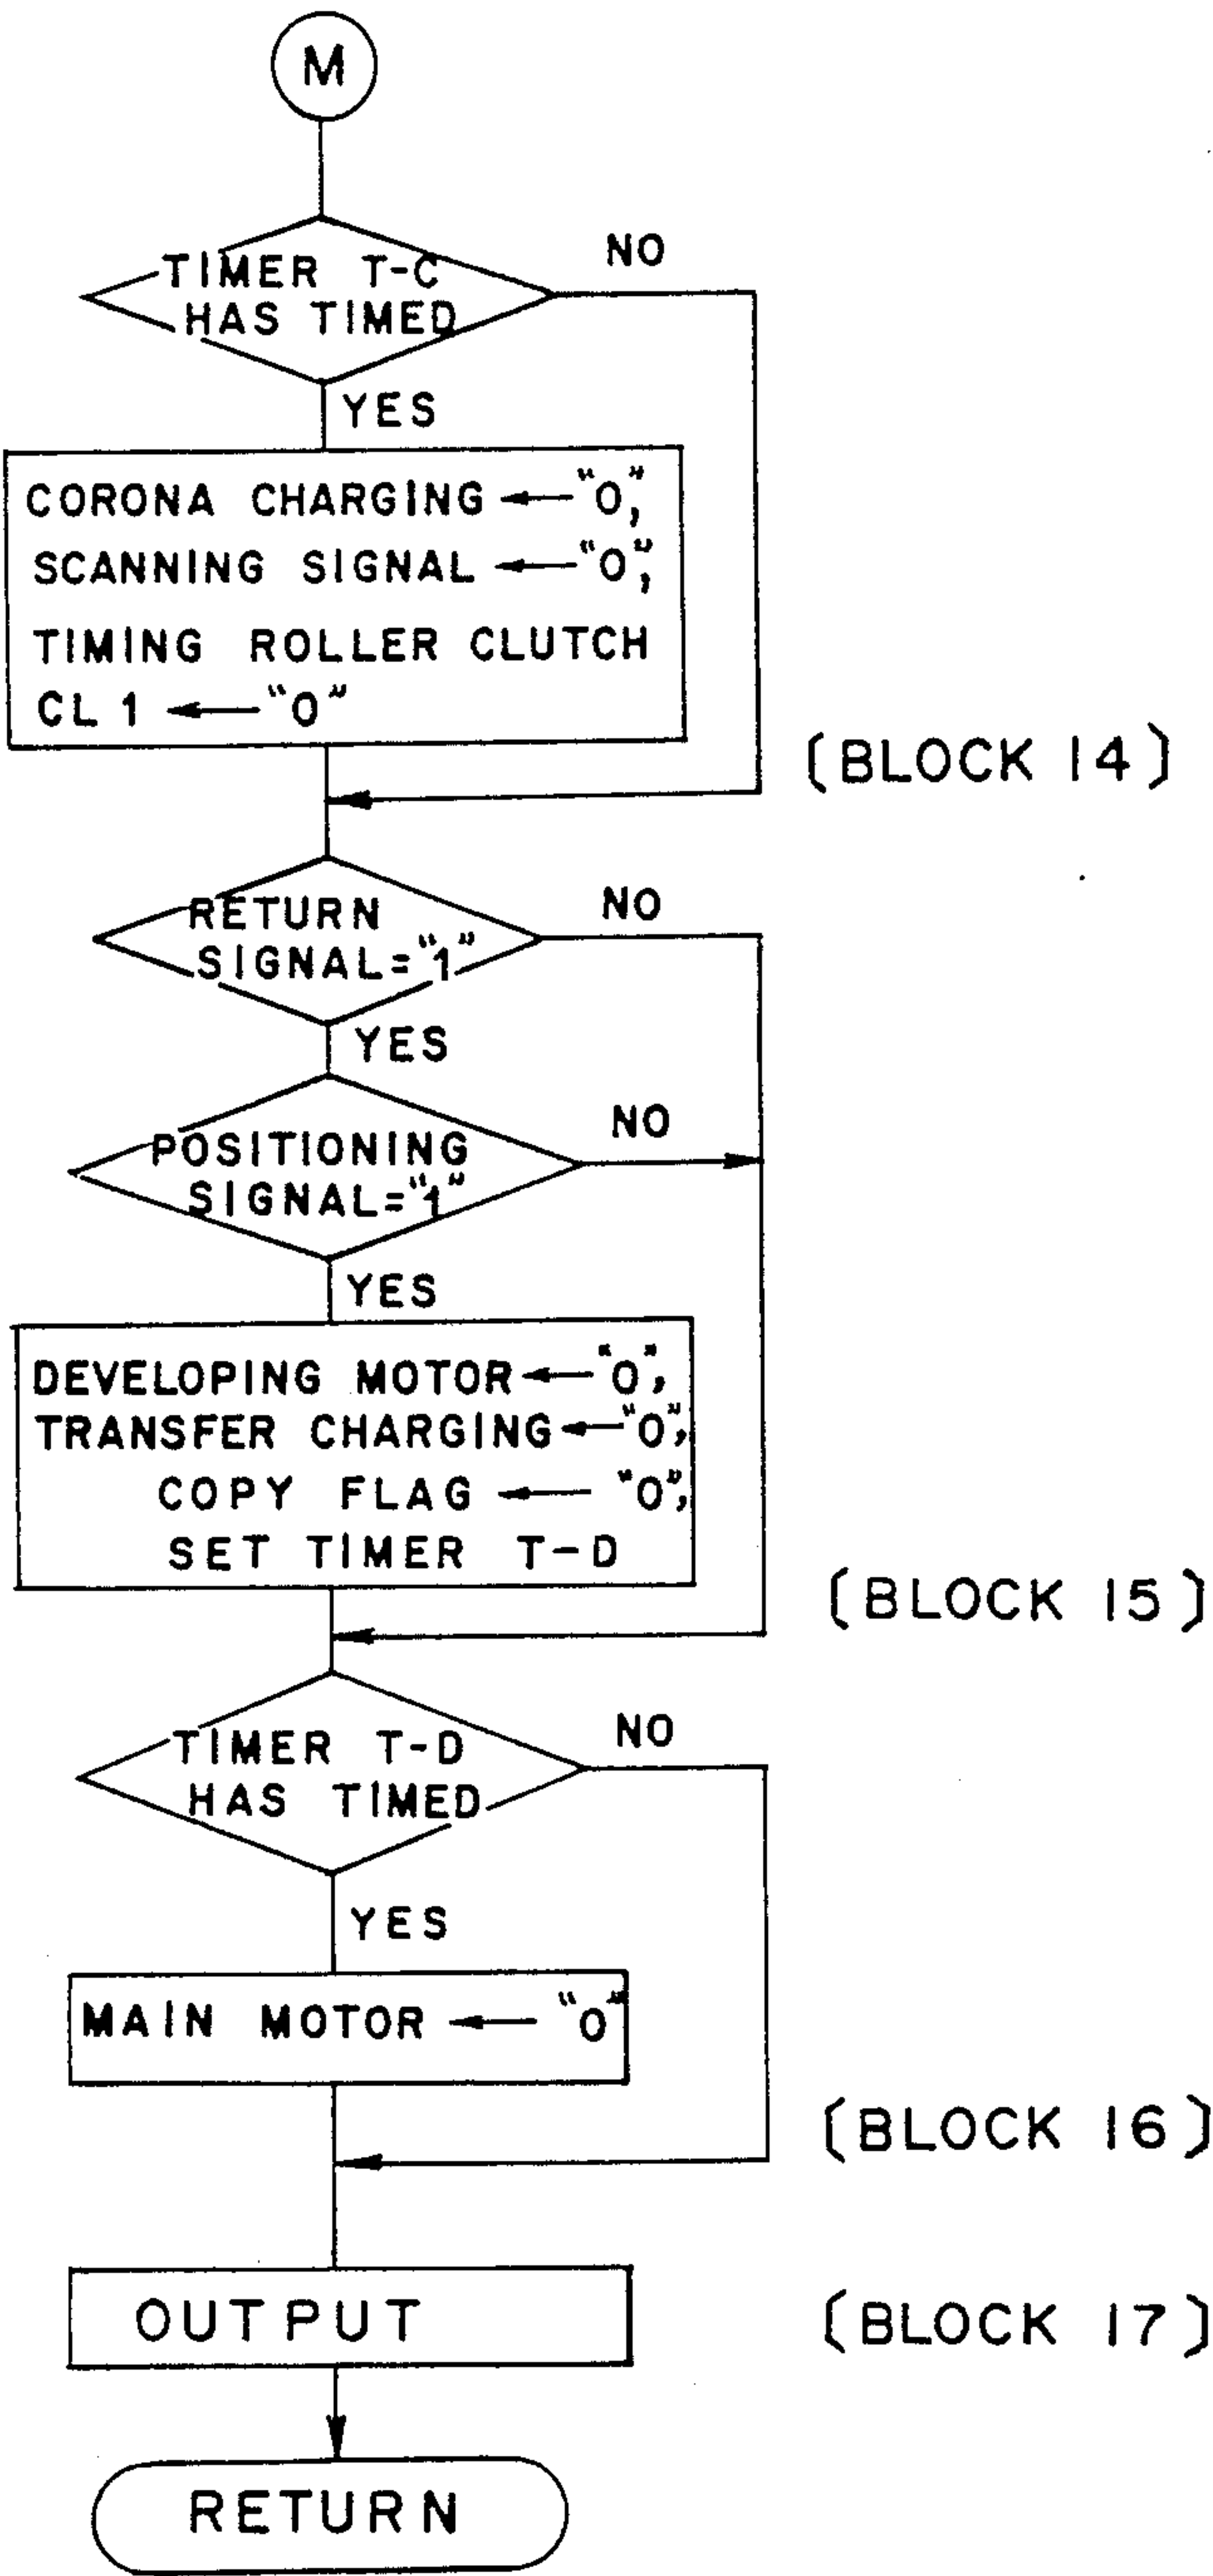 M
TIMER T-C
HAS TIMED
NO
YES
CORONA CHARGING ← "0",
SCANNING SIGNAL ← "0",
TIMING ROLLER CLUTCH
CL 1 ← "0"
(BLOCK 14)
RETURN
SIGNAL="1"
NO
YES
POSITIONING
SIGNAL="1"
NO
YES
DEVELOPING MOTOR ← "0",
TRANSFER CHARGING ← "0",
COPY FLAG ← "0",
SET TIMER T-D
(BLOCK 15)
TIMER T-D
HAS TIMED
NO
YES
MAIN MOTOR ← "0"
(BLOCK 16)
OUTPUT
(BLOCK 17)
RETURN